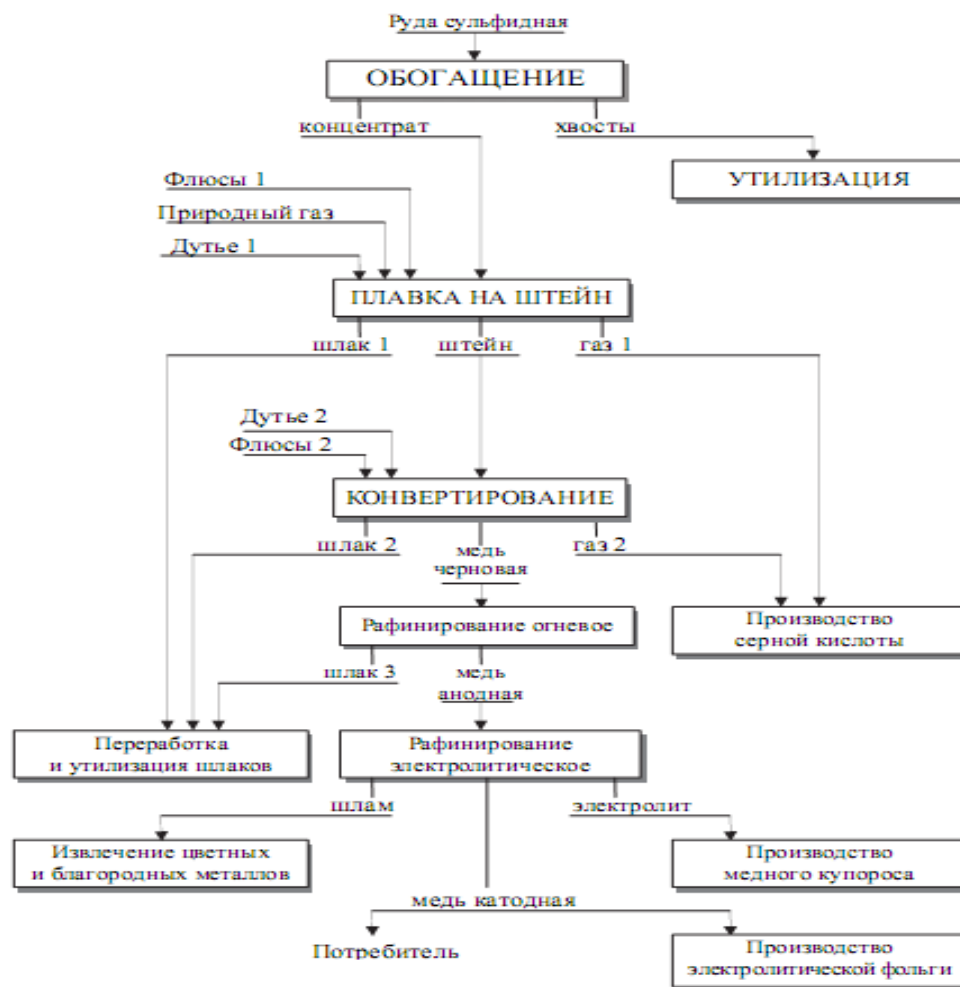 Руда сульфидная
ОБОГАЩЕНИЕ
концентрат
хвосты
УТИЛИЗАЦИЯ
Флюсы 1
Природный газ
Дутье 1
ПЛАВКА НА ШТЕЙН
шлак 1
штейн
газ 1
Дутье 2
Флюсы 2
КОНВЕРТИРОВАНИЕ
шлак 2
медь
черновая
газ 2
Рафинирование огневое
Производство
серной кислоты
шлак 3
медь
анодная
Переработка
и утилизация шлаков
Рафинирование
электролитическое
шлам
электролит
Извлечение цветных
и благородных металлов
Производство
медного купороса
медь катодная
Потребитель
Производство
электролитической фольги